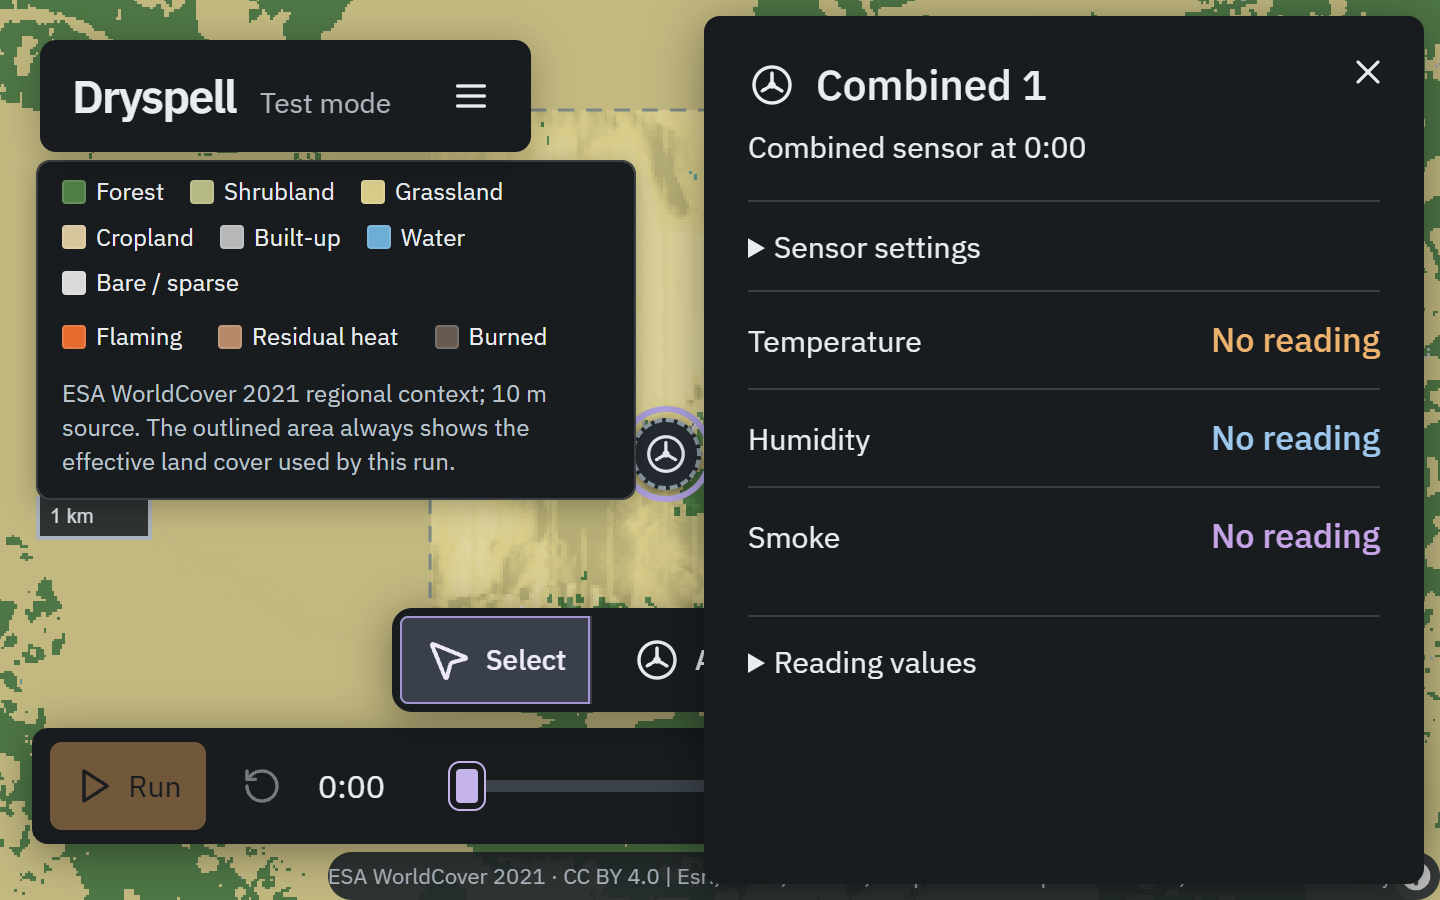 Dryspell Test mode
Forest Shrubland Grassland
Cropland Built-up Water
Bare / sparse
Flaming Residual heat Burned
ESA WorldCover 2021 regional context; 10 m
source. The outlined area always shows the
effective land cover used by this run.
1 km
Combined 1
Combined sensor at 0:00
Sensor settings
Temperature No reading
Humidity No reading
Smoke No reading
Reading values
Select
Run 0:00
ESA WorldCover 2021 · CC BY 4.0 |